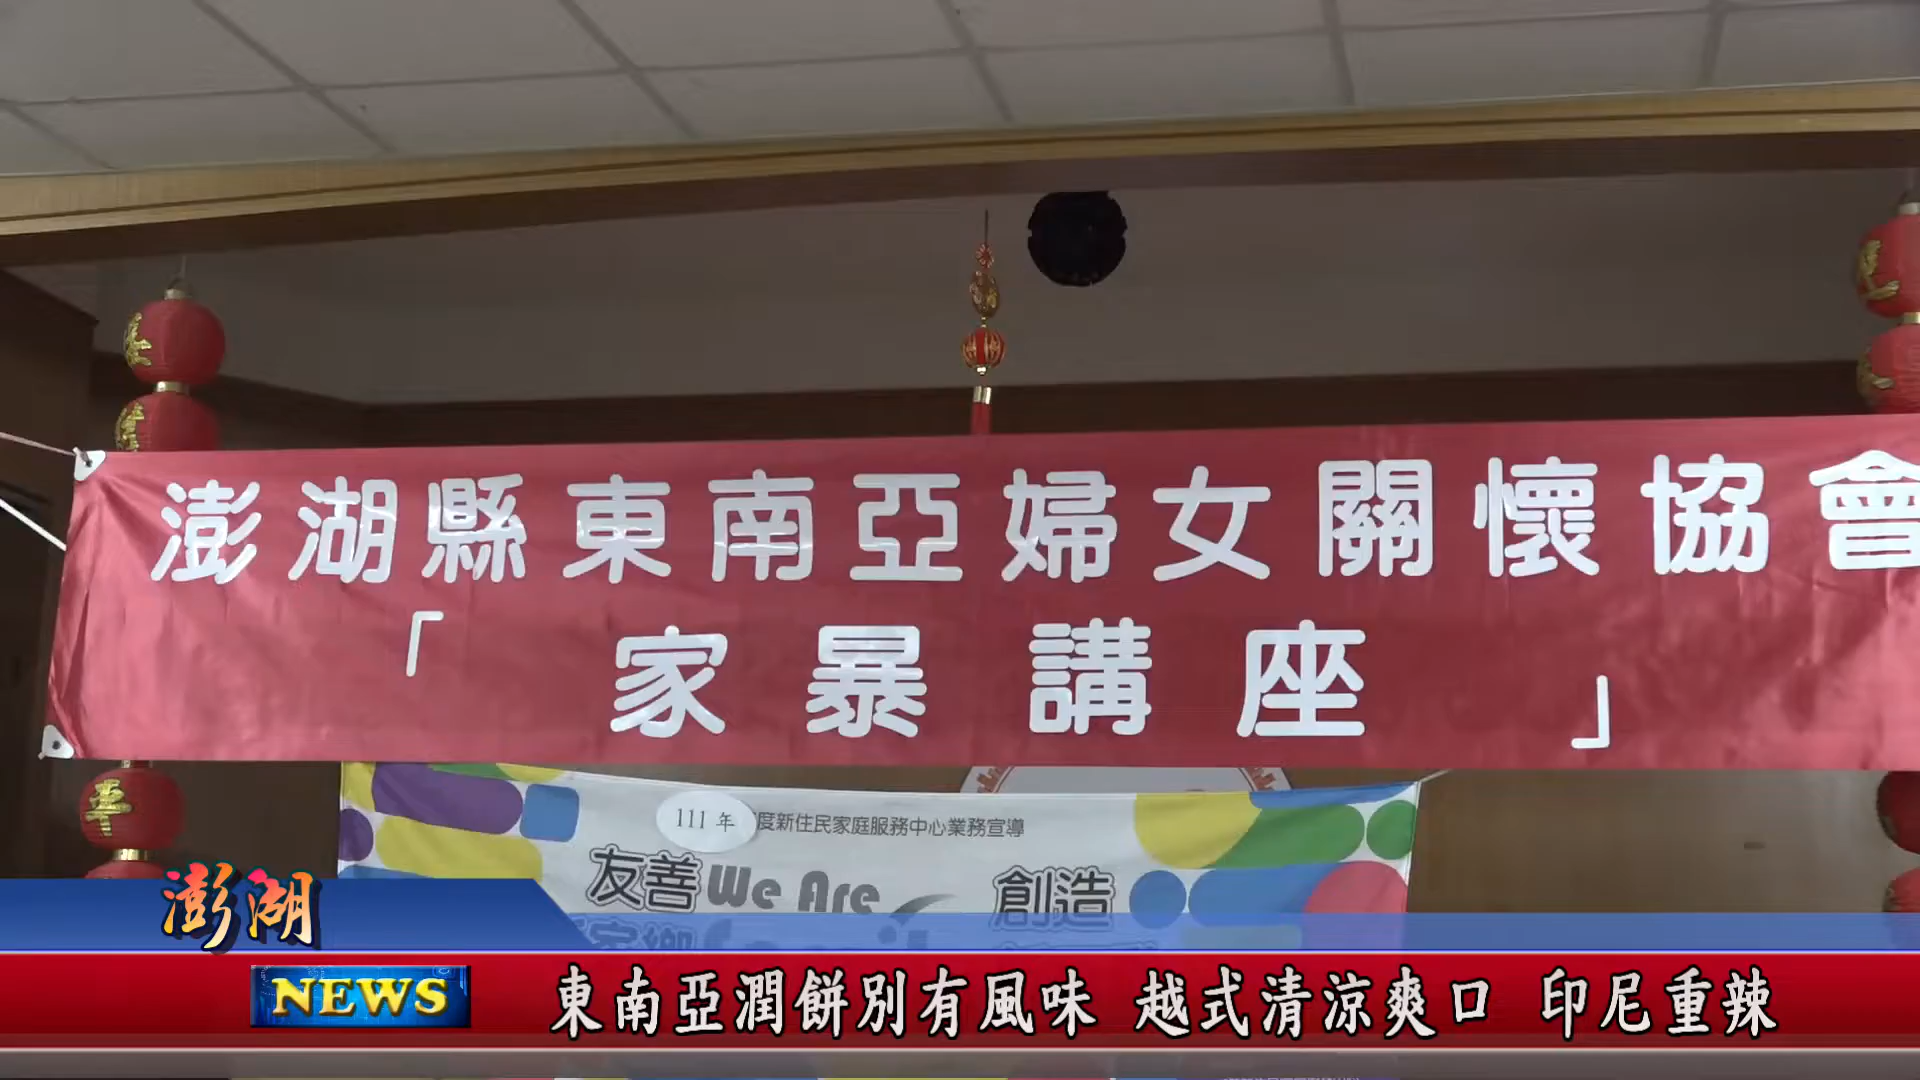 澎湖縣東南亞婦女關懷協會
「家暴講座」
111 年度新住民家庭服務中心業務宣導
友善We Are 創造
澎湖
NEWS 東南亞潤餅別有風味 越式清涼爽口 印尼重辣